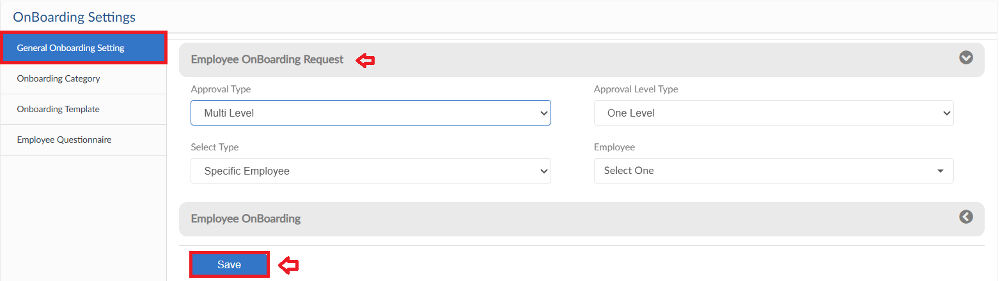 OnBoarding Settings
General Onboarding Setting
Onboarding Category
Onboarding Template
Employee Questionnaire
Employee OnBoarding Request
Approval Type
Approval Level Type
Multi Level
One Level
Select Type
Employee
Specific Employee
Select One
Employee OnBoarding
Save